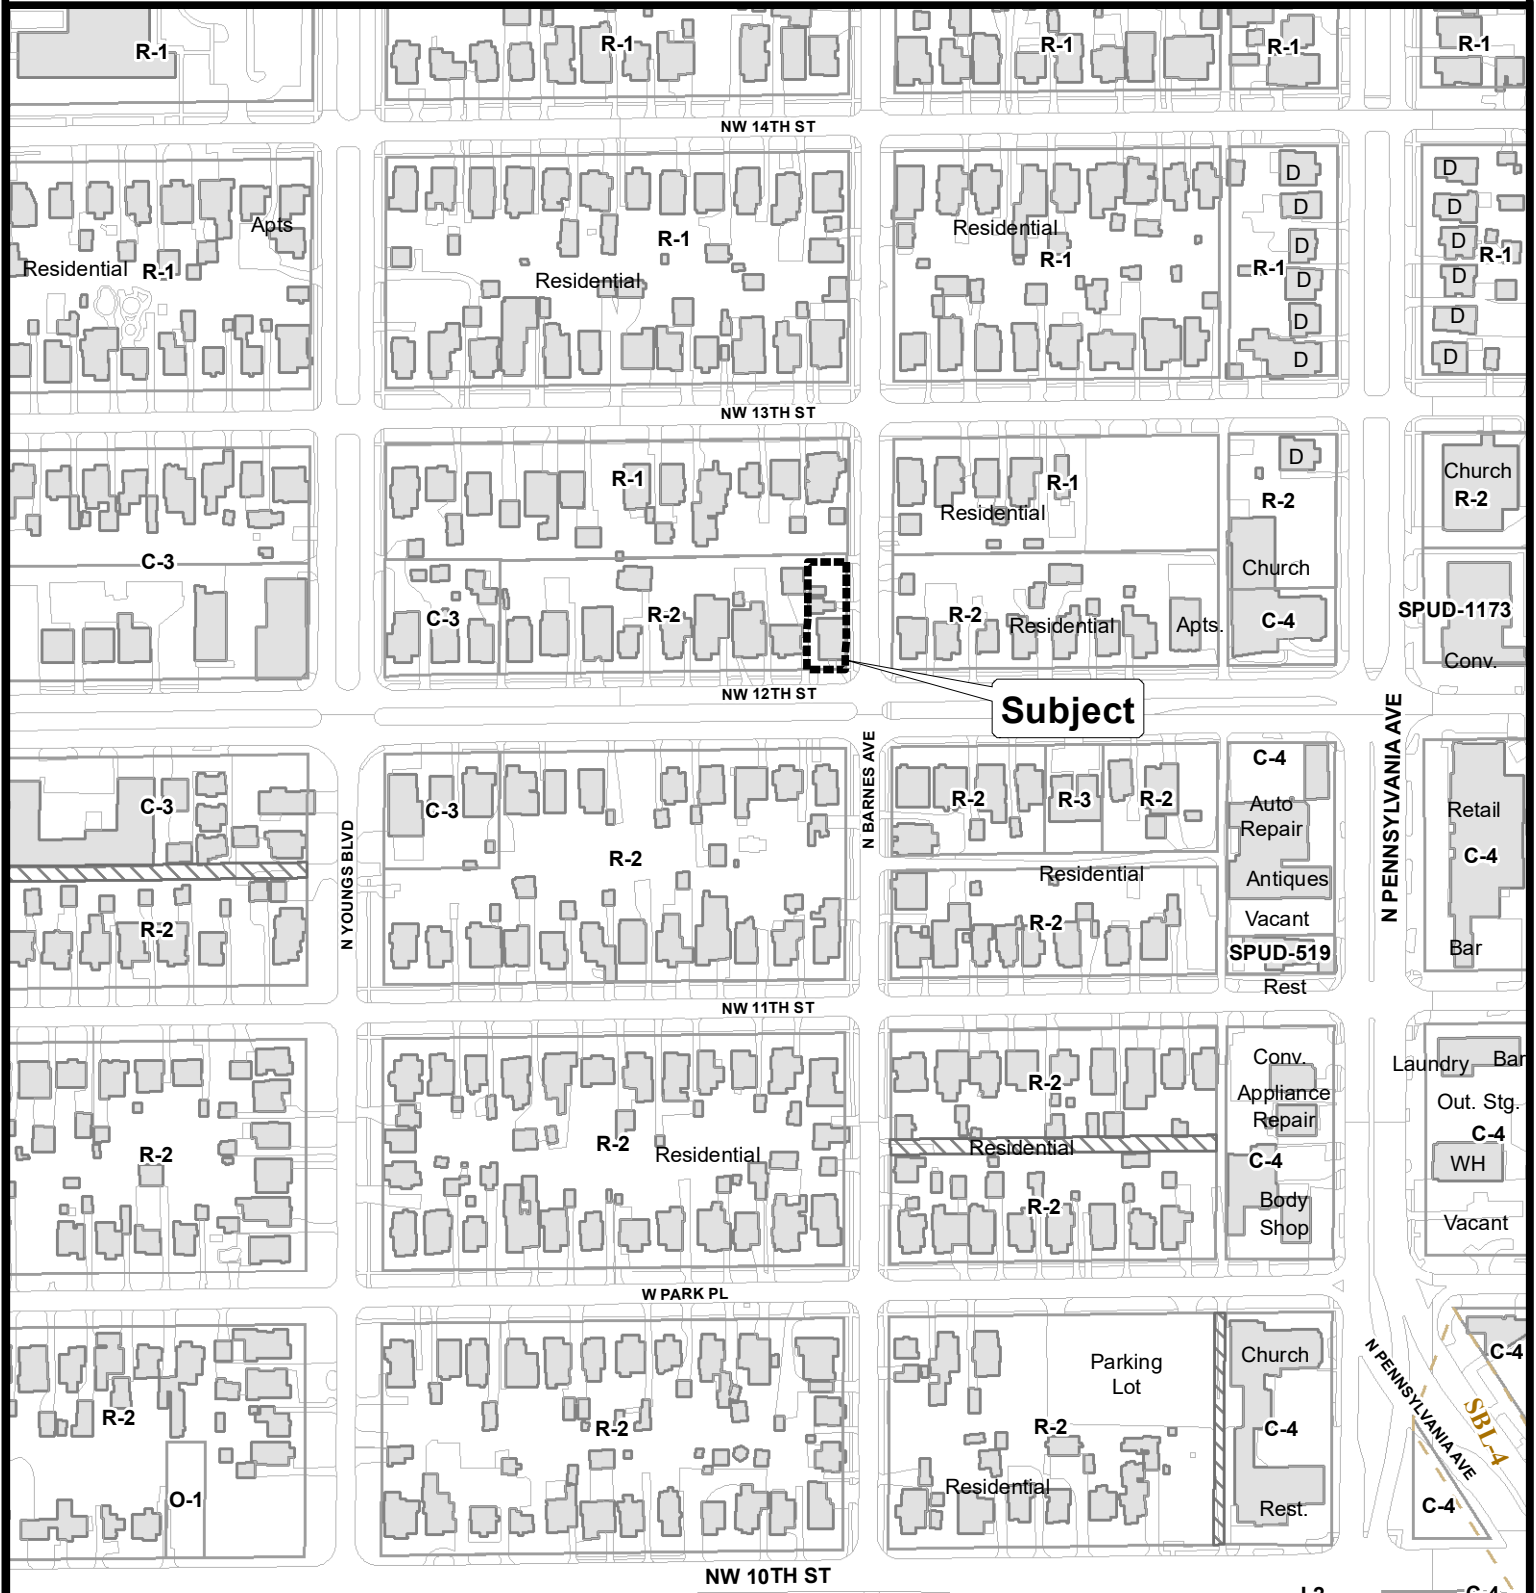 R-1
R-1
R-1
R-1
R-1
NW 14TH ST
Apts
Residential
R-1
R-1
Residential
Residential
R-1
R-1
D
D
D
D
D
D
D
D
D
D
D
D
R-1
NW 13TH ST
R-1
R-1
Residential
D
R-2
Church
Church
R-2
C-3
C-3
R-2
R-2
Residential
Apts.
C-4
SPUD-1173
Conv.
NW 12TH ST
Subject
N BARNES AVE
N PENNSYLVANIA AVE
N YOUNGS BLVD
C-3
C-3
R-2
R-2
R-3
R-2
C-4
Auto
Repair
Antiques
Vacant
SPUD-519
Rest
Retail
C-4
Bar
R-2
Residential
R-2
NW 11TH ST
R-2
R-2
Residential
R-2
Residential
R-2
Conv.
Appliance
Repair
C-4
Body
Shop
Laundry
Bar
Out. Stg.
C-4
WH
Vacant
W PARK PL
R-2
O-1
R-2
Parking
Lot
R-2
Residential
Church
C-4
Rest.
N PENNSYLVANIA AVE
SBL-4
C-4
C-4
NW 10TH ST